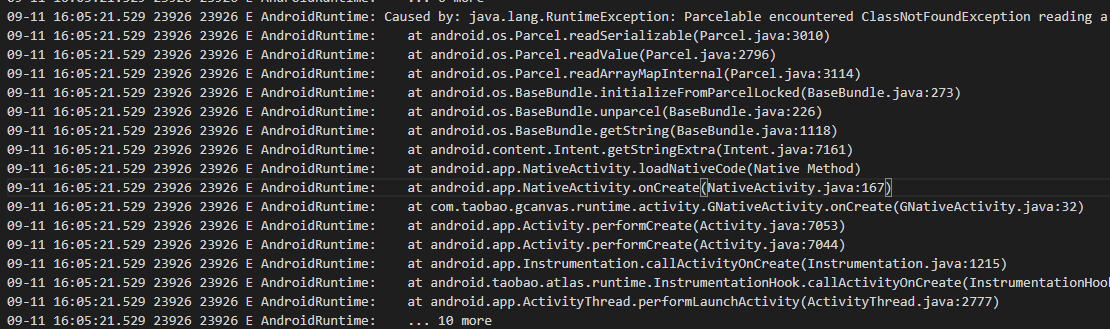 09-11 16:05:21.529 23926 23926 E AndroidRuntime:    ... 6 more
09-11 16:05:21.529 23926 23926 E AndroidRuntime: Caused by: java.lang.RuntimeException: Parcelable encountered ClassNotFoundException reading a
09-11 16:05:21.529 23926 23926 E AndroidRuntime:    at android.os.Parcel.readSerializable(Parcel.java:3010)
09-11 16:05:21.529 23926 23926 E AndroidRuntime:    at android.os.Parcel.readValue(Parcel.java:2796)
09-11 16:05:21.529 23926 23926 E AndroidRuntime:    at android.os.Parcel.readArrayMapInternal(Parcel.java:3114)
09-11 16:05:21.529 23926 23926 E AndroidRuntime:    at android.os.BaseBundle.initializeFromParcelLocked(BaseBundle.java:273)
09-11 16:05:21.529 23926 23926 E AndroidRuntime:    at android.os.BaseBundle.unparcel(BaseBundle.java:226)
09-11 16:05:21.529 23926 23926 E AndroidRuntime:    at android.os.BaseBundle.getString(BaseBundle.java:1118)
09-11 16:05:21.529 23926 23926 E AndroidRuntime:    at android.content.Intent.getStringExtra(Intent.java:7161)
09-11 16:05:21.529 23926 23926 E AndroidRuntime:    at android.app.NativeActivity.loadNativeCode(Native Method)
09-11 16:05:21.529 23926 23926 E AndroidRuntime:    at android.app.NativeActivity.onCreate(NativeActivity.java:167)
09-11 16:05:21.529 23926 23926 E AndroidRuntime:    at com.taobao.gcanvas.runtime.activity.GNativeActivity.onCreate(GNativeActivity.java:32)
09-11 16:05:21.529 23926 23926 E AndroidRuntime:    at android.app.Activity.performCreate(Activity.java:7053)
09-11 16:05:21.529 23926 23926 E AndroidRuntime:    at android.app.Activity.performCreate(Activity.java:7044)
09-11 16:05:21.529 23926 23926 E AndroidRuntime:    at android.app.Instrumentation.callActivityOnCreate(Instrumentation.java:1215)
09-11 16:05:21.529 23926 23926 E AndroidRuntime:    at android.taobao.atlas.runtime.InstrumentationHook.callActivityOnCreate(InstrumentationHook
09-11 16:05:21.529 23926 23926 E AndroidRuntime:    at android.app.ActivityThread.performLaunchActivity(ActivityThread.java:2777)
09-11 16:05:21.529 23926 23926 E AndroidRuntime:    ... 10 more